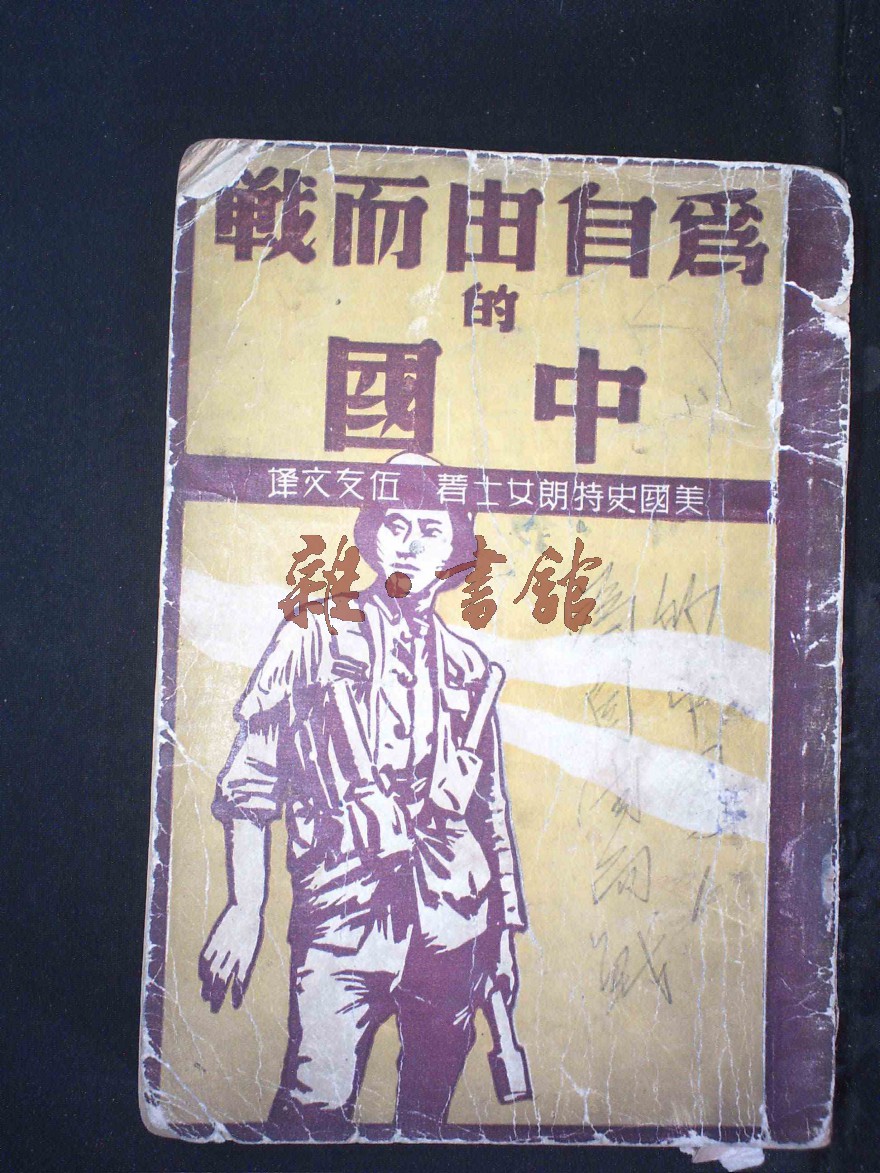 爲自由而戰
的
中國
美國史特朗女士著 伍友文譯
雜·書館